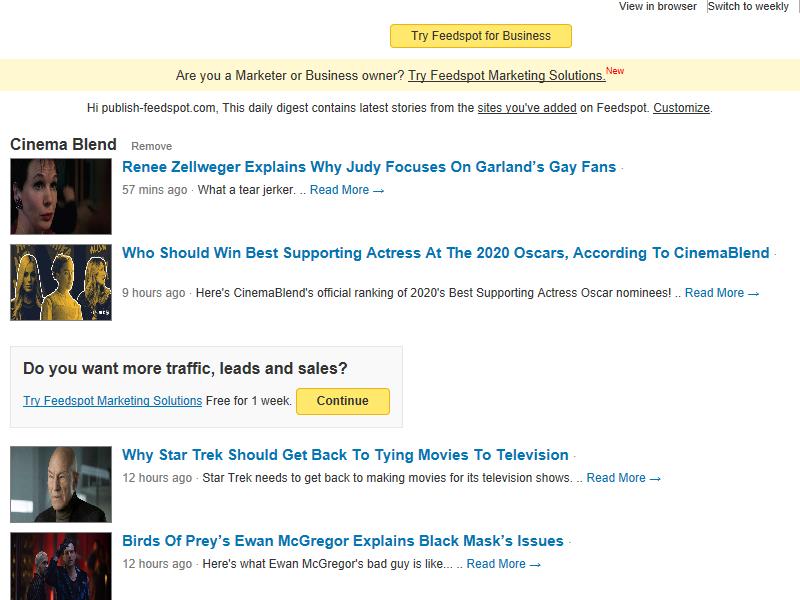 View in browser Switch to weekly
Try Feedspot for Business
Are you a Marketer or Business owner? Try Feedspot Marketing Solutions. New
Hi publish-feedspot.com, This daily digest contains latest stories from the sites you've added on Feedspot. Customize.
Cinema Blend Remove
Renee Zellweger Explains Why Judy Focuses On Garland's Gay Fans ·
57 mins ago · What a tear jerker. .. Read More →
Who Should Win Best Supporting Actress At The 2020 Oscars, According To CinemaBlend ·
9 hours ago · Here's CinemaBlend's official ranking of 2020's Best Supporting Actress Oscar nominees! .. Read More →
Do you want more traffic, leads and sales?
Try Feedspot Marketing Solutions Free for 1 week. Continue
Why Star Trek Should Get Back To Tying Movies To Television ·
12 hours ago · Star Trek needs to get back to making movies for its television shows. .. Read More →
Birds Of Prey's Ewan McGregor Explains Black Mask's Issues ·
12 hours ago · Here's what Ewan McGregor's bad guy is like... .. Read More →